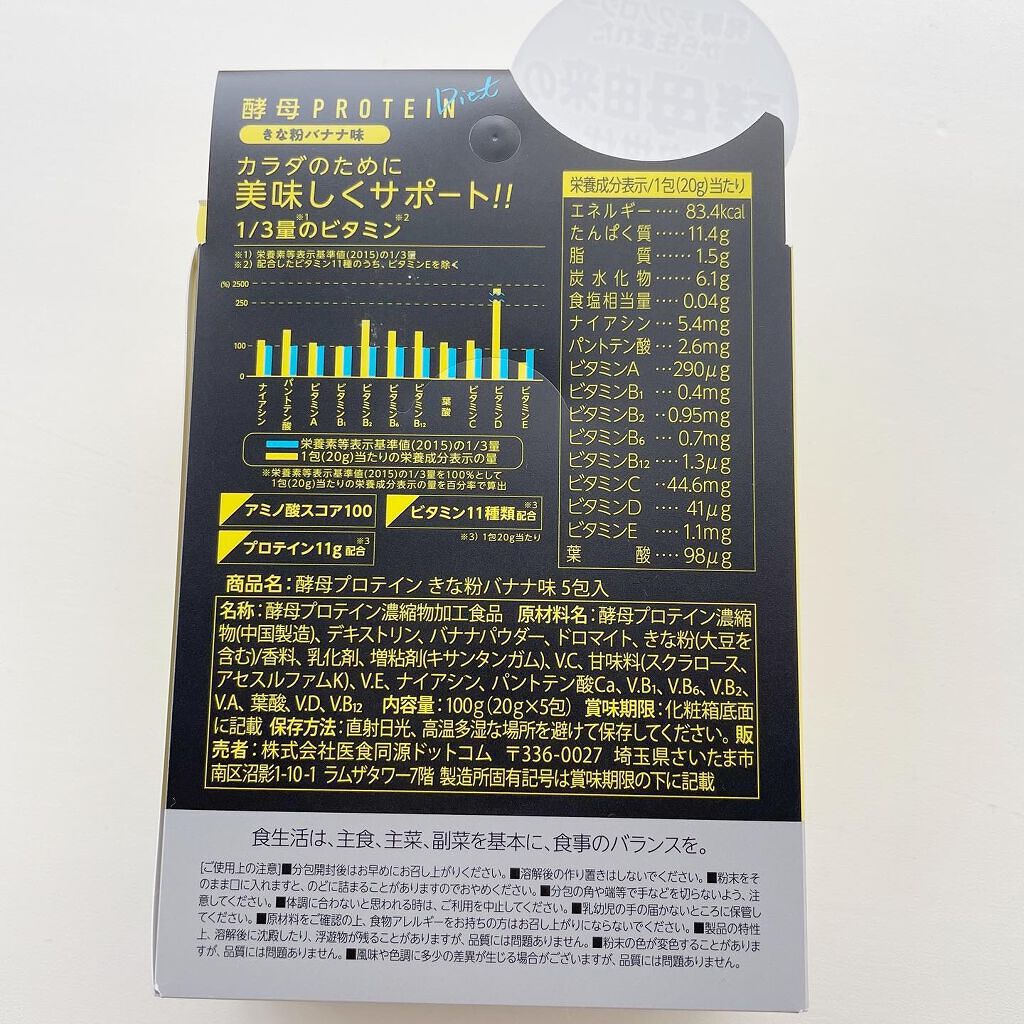 酵母PROTEIN Diet
きな粉バナナ味
カラダのために
美味しくサポート!!
1/3量※1のビタミン※2
※1) 栄養素等表示基準値(2015)の1/3量
※2) 配合したビタミン11種のうち、ビタミンEを除く
(%) 2500
250
100
0
ナイアシン
パントテン酸
ビタミンA
ビタミンB1
ビタミンB2
ビタミンB6
ビタミンB12
葉酸
ビタミンC
ビタミンD
ビタミンE
栄養素等表示基準値(2015)の1/3量
1包(20g)当たりの栄養成分表示の量
※栄養素等表示基準値(2015)の1/3量を100%として
1包(20g)当たりの栄養成分表示の量を百分率で算出
アミノ酸スコア100
ビタミン11種類配合※3
プロテイン11g配合※3
※3) 1包20g当たり
栄養成分表示/1包(20g)当たり
エネルギー‥‥83.4kcal
たんぱく質‥‥11.4g
脂質‥‥1.5g
炭水化物‥‥6.1g
食塩相当量‥‥0.04g
ナイアシン‥‥5.4mg
パントテン酸‥‥2.6mg
ビタミンA‥‥290μg
ビタミンB1‥‥0.4mg
ビタミンB2‥‥0.95mg
ビタミンB6‥‥0.7mg
ビタミンB12‥‥1.3μg
ビタミンC‥‥44.6mg
ビタミンD‥‥41μg
ビタミンE‥‥1.1mg
葉酸‥‥98μg
商品名:酵母プロテイン きな粉バナナ味 5包入
名称:酵母プロテイン濃縮物加工食品 原材料名:酵母プロテイン濃縮
物(中国製造)、デキストリン、バナナパウダー、ドロマイト、きな粉(大豆を
含む)/香料、乳化剤、増粘剤(キサンタンガム)、V.C、甘味料(スクラロース、
アセスルファムK)、V.E、ナイアシン、パントテン酸Ca、V.B1、V.B6、V.B2、
V.A、葉酸、V.D、V.B12 内容量:100g(20g×5包) 賞味期限:化粧箱底面
に記載 保存方法:直射日光、高温多湿な場所を避けて保存してください。販
売者:株式会社医食同源ドットコム 〒336-0027 埼玉県さいたま市
南区沼影1-10-1 ラムザタワー7階 製造所固有記号は賞味期限の下に記載
食生活は、主食、主菜、副菜を基本に、食事のバランスを。
[ご使用上の注意]■分包開封後はお早めにお召し上がりください。■溶解後の作り置きはしないでください。■粉末をそ
のまま口に入れますと、のどに詰まることがありますのでおやめください。■分包の角や端等で手などを切らないよう、注
意してください。■体調に合わないと思われる時は、ご利用を中止してください。■乳幼児の手の届かないところに保管し
てください。■原材料をご確認の上、食物アレルギーをお持ちの方はお召し上がりにならないでください。■製品の特性
上、溶解後に沈殿したり、浮遊物が残ることがありますが、品質には問題ありません。■粉末の色が変色することがありま
すが、品質には問題ありません。■風味や色調に多少の差異が生じる場合がございますが、品質には問題ありません。